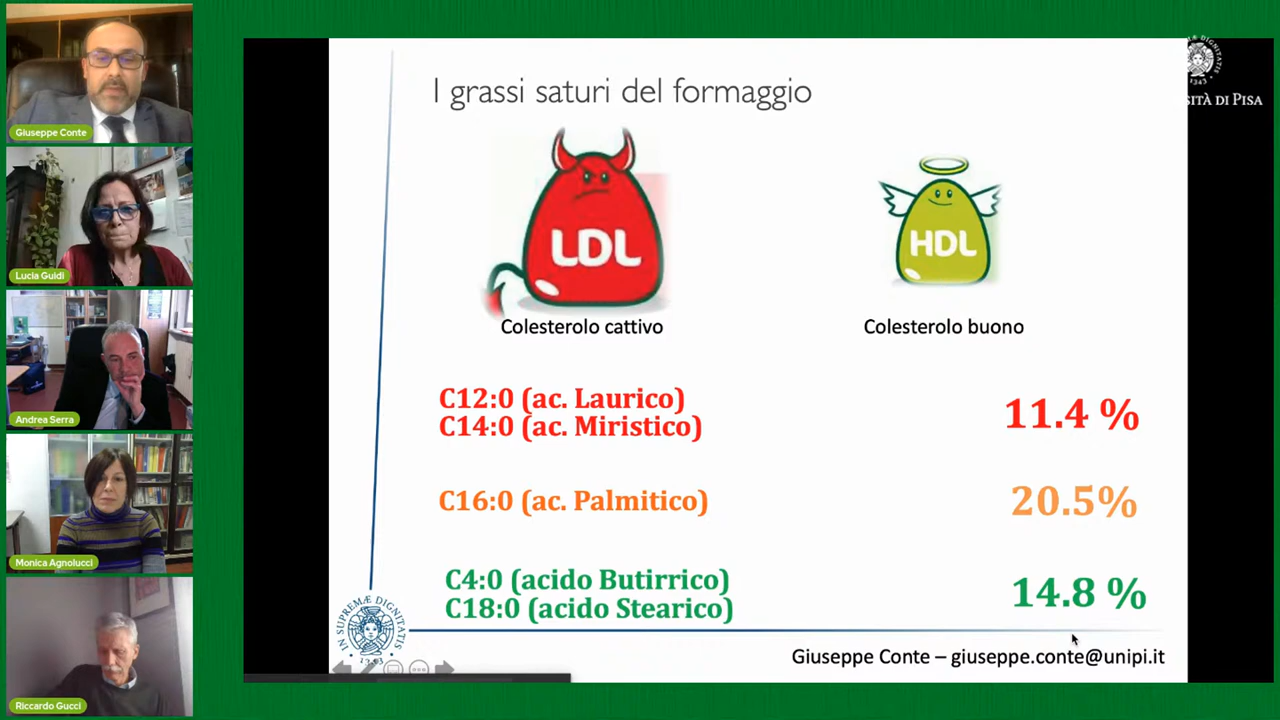 Giuseppe Conte
Lucia Guidi
Andrea Serra
Monica Agnolucci
Riccardo Gucci
I grassi saturi del formaggio
LDL
HDL
Colesterolo cattivo
Colesterolo buono
C12:0 (ac. Laurico)
C14:0 (ac. Miristico)
11.4 %
C16:0 (ac. Palmitico)
20.5%
C4:0 (acido Butirrico)
C18:0 (acido Stearico)
14.8 %
Giuseppe Conte – giuseppe.conte@unipi.it
IN SUPREMÆ DIGNITATIS
1343
DIGNITATIS
1343
SITÀ DI PISA